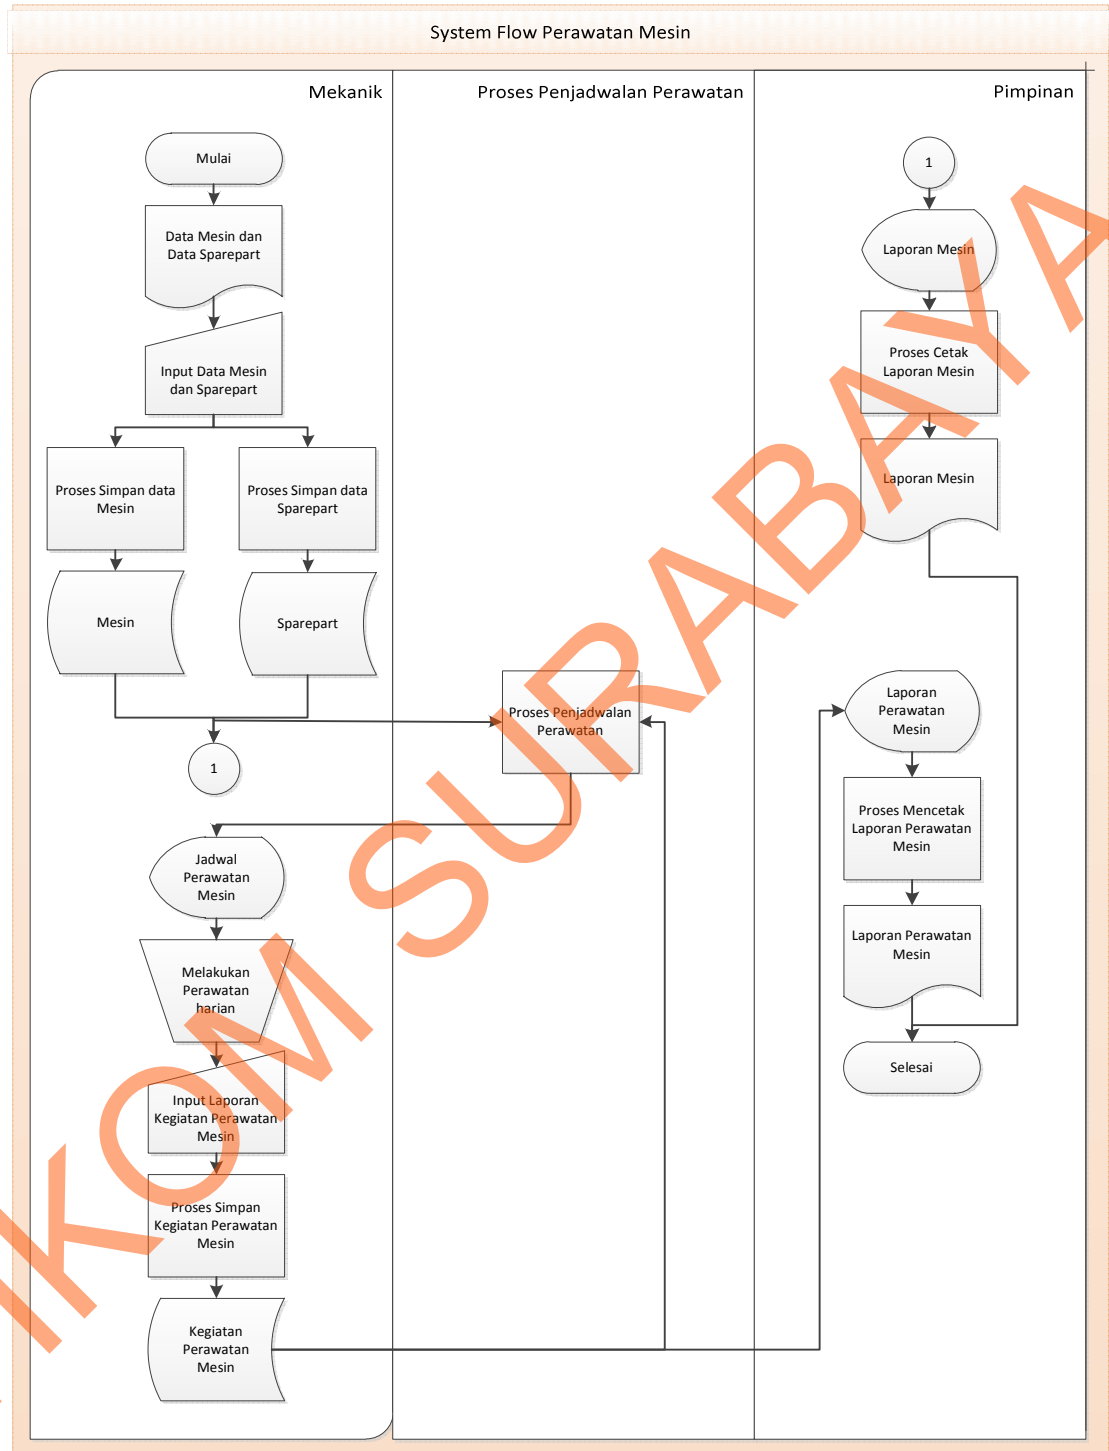 System Flow Perawatan Mesin
Mekanik
Proses Penjadwalan Perawatan
Pimpinan
Mulai
Data Mesin dan
Data Sparepart
Input Data Mesin
dan Sparepart
Proses Simpan data
Mesin
Proses Simpan data
Sparepart
Mesin
Sparepart
1
Jadwal
Perawatan
Mesin
Melakukan
Perawatan
harian
Input Laporan
Kegiatan Perawatan
Mesin
Proses Simpan
Kegiatan Perawatan
Mesin
Kegiatan
Perawatan
Mesin
Proses Penjadwalan
Perawatan
1
Laporan Mesin
Proses Cetak
Laporan Mesin
Laporan Mesin
Laporan
Perawatan
Mesin
Proses Mencetak
Laporan Perawatan
Mesin
Laporan Perawatan
Mesin
Selesai
IKOM SURABAYA